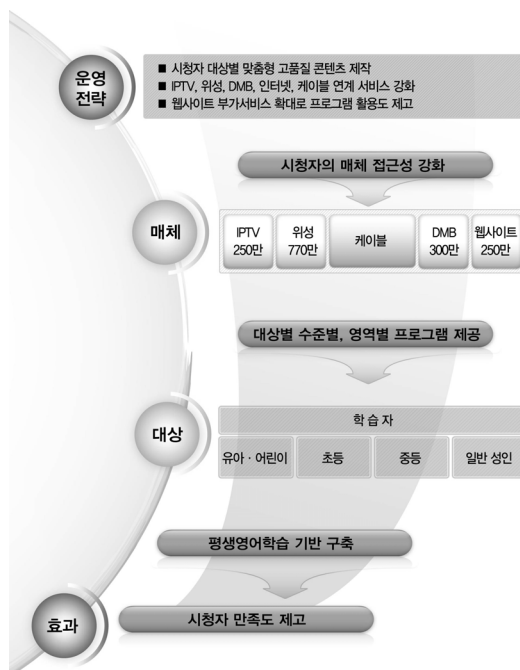 운영
전략
■ 시청자 대상별 맞춤형 고품질 콘텐츠 제작
■ IPTV, 위성, DMB, 인터넷, 케이블 연계 서비스 강화
■ 웹사이트 부가서비스 확대로 프로그램 활용도 제고
시청자의 매체 접근성 강화
매체
IPTV 위성 케이블 DMB 웹사이트
250만 770만 300만 250만
대상별 수준별, 영역별 프로그램 제공
대상
학습자
유아 · 어린이 초등 중등 일반 성인
평생영어학습 기반 구축
효과
시청자 만족도 제고